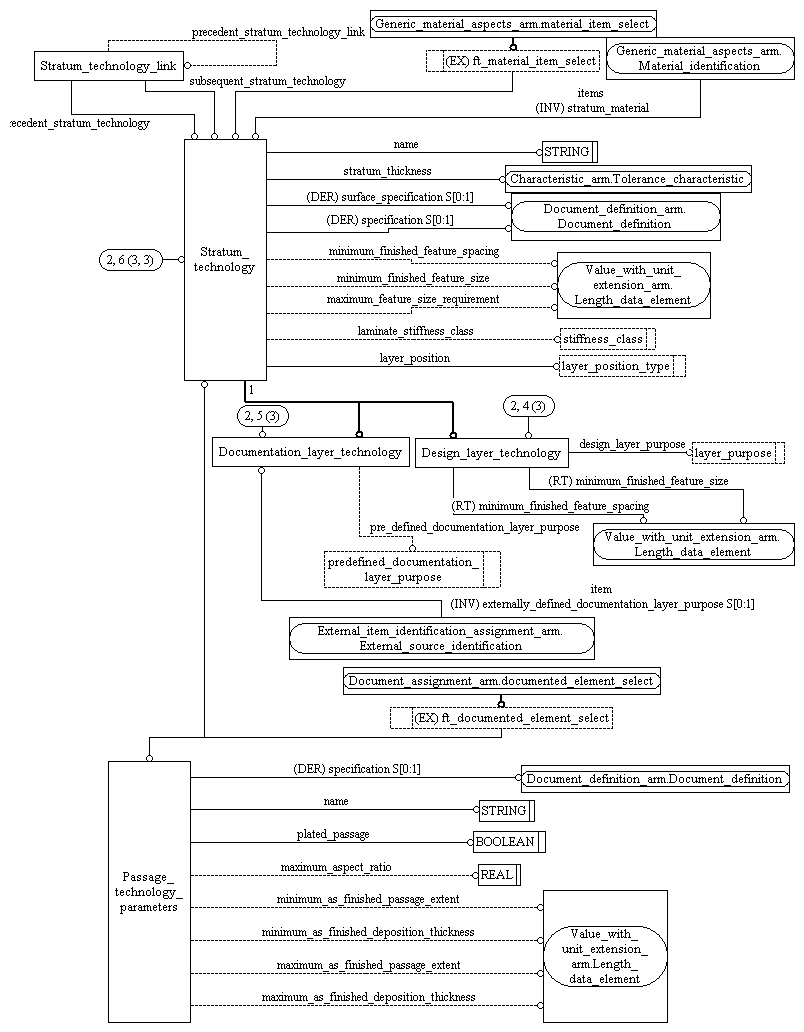 precedent_stratum_technology_link
Generic_material_aspects_arm.material_item_select
Stratum_technology_link
(EX) ft_material_item_select
Generic_material_aspects_arm.
Material_identification
subsequent_stratum_technology
items
(INV) stratum_material
recedent_stratum_technology
name
STRING
stratum_thickness
Characteristic_arm.Tolerance_characteristic
(DER) surface_specification S[0:1]
Document_definition_arm.
Document_definition
(DER) specification S[0:1]
Stratum_
technology
2, 6 (3, 3)
minimum_finished_feature_spacing
Value_with_unit_
extension_arm.
Length_data_element
minimum_finished_feature_size
maximum_feature_size_requirement
laminate_stiffness_class
stiffness_class
layer_position
layer_position_type
1
2, 5 (3)
2, 4 (3)
Documentation_layer_technology
Design_layer_technology
design_layer_purpose
layer_purpose
(RT) minimum_finished_feature_size
(RT) minimum_finished_feature_spacing
pre_defined_documentation_layer_purpose
Value_with_unit_extension_arm.
Length_data_element
predefined_documentation_
layer_purpose
item
(INV) externally_defined_documentation_layer_purpose S[0:1]
External_item_identification_assignment_arm.
External_source_identification
Document_assignment_arm.documented_element_select
(EX) ft_documented_element_select
(DER) specification S[0:1]
Document_definition_arm.Document_definition
name
STRING
plated_passage
BOOLEAN
Passage_
technology_
parameters
maximum_aspect_ratio
REAL
minimum_as_finished_passage_extent
minimum_as_finished_deposition_thickness
Value_with_
unit_extension_
arm.Length_
data_element
maximum_as_finished_passage_extent
maximum_as_finished_deposition_thickness